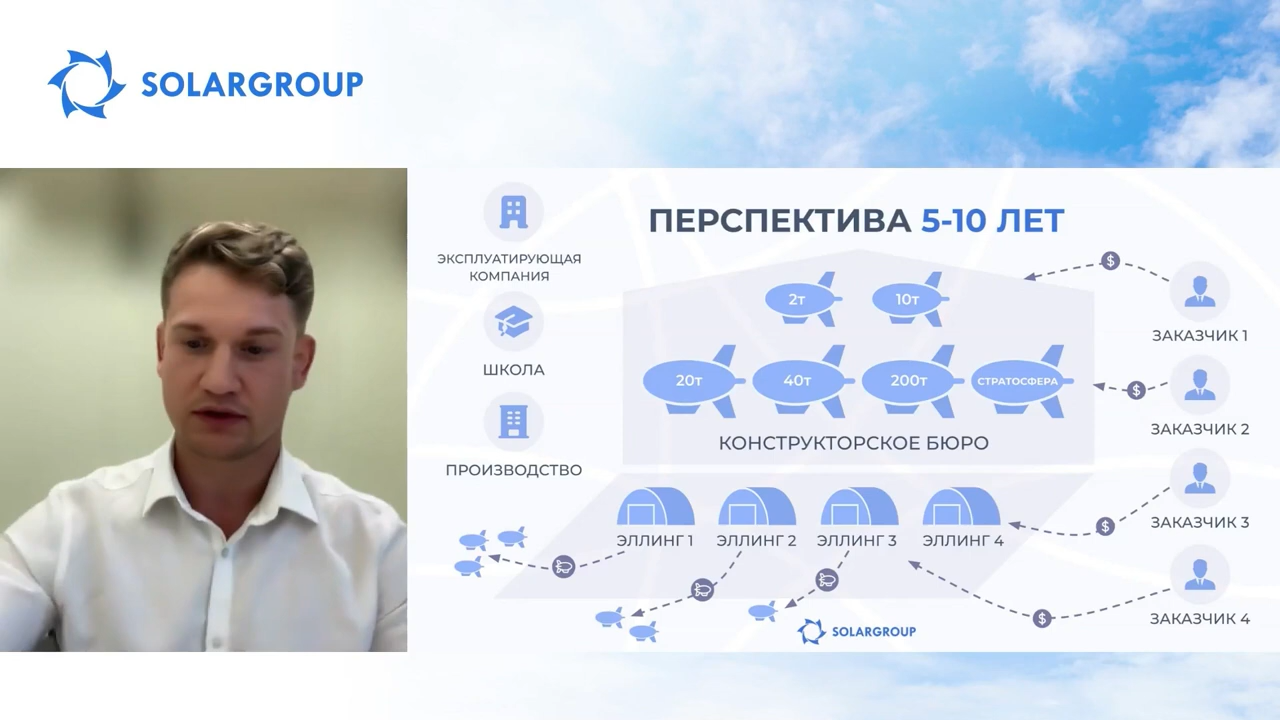 SOLARGROUP
ПЕРСПЕКТИВА 5-10 ЛЕТ
ЭКСПЛУАТИРУЮЩАЯ
КОМПАНИЯ
ШКОЛА
ПРОИЗВОДСТВО
2т
10т
20т
40т
200т
СТРАТОСФЕРА
КОНСТРУКТОРСКОЕ БЮРО
ЭЛЛИНГ 1
ЭЛЛИНГ 2
ЭЛЛИНГ 3
ЭЛЛИНГ 4
$
ЗАКАЗЧИК 1
$
ЗАКАЗЧИК 2
$
ЗАКАЗЧИК 3
$
ЗАКАЗЧИК 4
SOLARGROUP